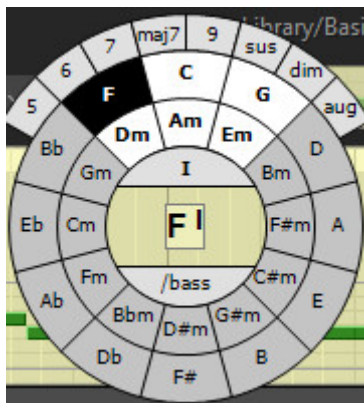 Library/Basi
5 6 7 maj7 9 sus dim aug
F C G
Bb Dm Am Em D
Gm I Bm
Eb Cm F I F#m A
Fm /bass C#m
Ab Bbm D#m G#m E
Db F# B